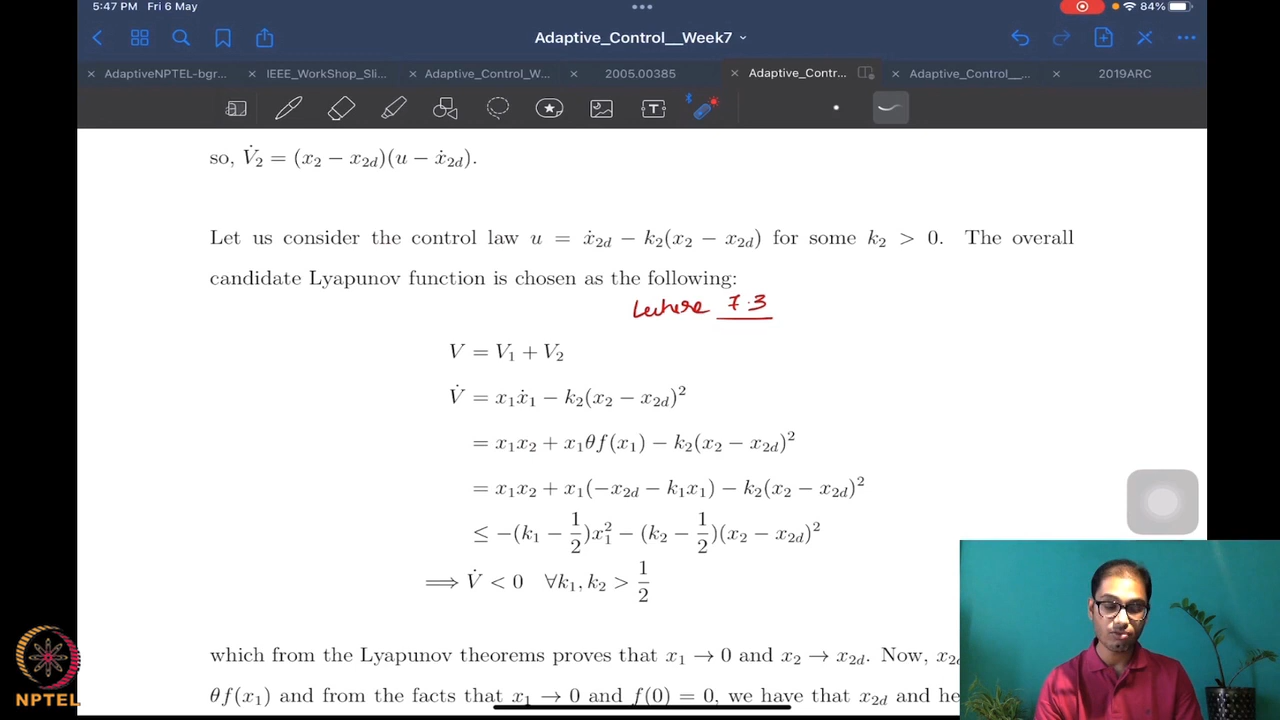 5:47 PM Fri 6 May
84%
Adaptive_Control__Week7
AdaptiveNPTEL-bgr...
IEEE_WorkShop_Sli...
Adaptive_Control_W...
2005.00385
Adaptive_Contr...
Adaptive_Control__...
2019ARC
so, V̇₂ = (x₂ − x₂d)(u − ẋ₂d).
Let us consider the control law u = ẋ₂d − k₂(x₂ − x₂d) for some k₂ > 0. The overall
candidate Lyapunov function is chosen as the following:
Lecture 7.3
V = V₁ + V₂
V̇ = x₁ẋ₁ − k₂(x₂ − x₂d)²
= x₁x₂ + x₁θf(x₁) − k₂(x₂ − x₂d)²
= x₁x₂ + x₁(−x₂d − k₁x₁) − k₂(x₂ − x₂d)²
≤ −(k₁ − 1/2)x₁² − (k₂ − 1/2)(x₂ − x₂d)²
⟹ V̇ < 0 ∀k₁, k₂ > 1/2
which from the Lyapunov theorems proves that x₁ → 0 and x₂ → x₂d. Now, x₂d
θf(x₁) and from the facts that x₁ → 0 and f(0) = 0, we have that x₂d and he
NPTEL